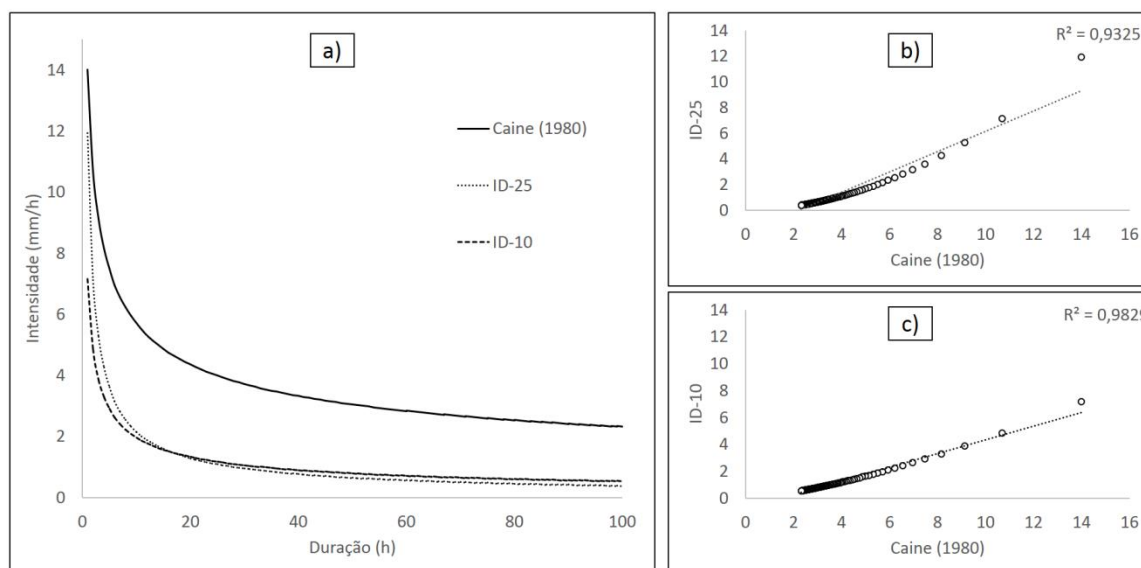 a)
14
12
10
8
6
4
2
0
Intensidade (mm/h)
Caine (1980)
ID-25
ID-10
0 20 40 60 80 100
Duração (h)
b)
R² = 0,9325
14
12
10
8
6
4
2
0
ID-25
0 2 4 6 8 10 12 14 16
Caine (1980)
c)
R² = 0,9829
14
12
10
8
6
4
2
0
ID-10
0 2 4 6 8 10 12 14 16
Caine (1980)